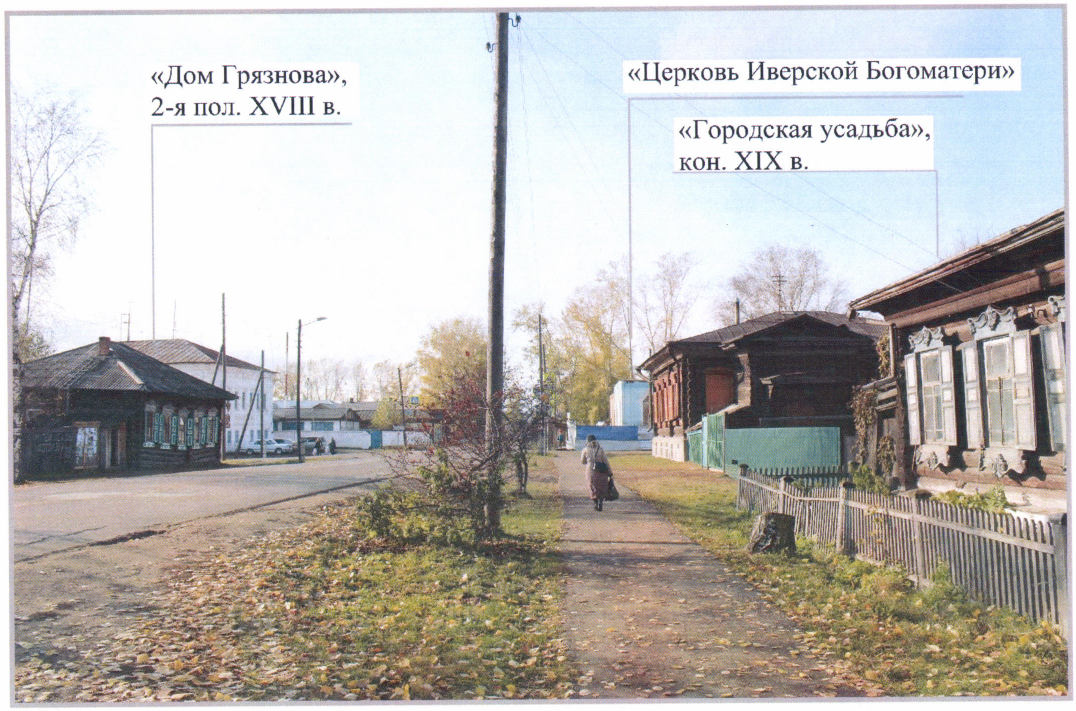 «Дом Грязнова»,
2-я пол. XVIII в.
«Церковь Иверской Богоматери»
«Городская усадьба»,
кон. XIX в.